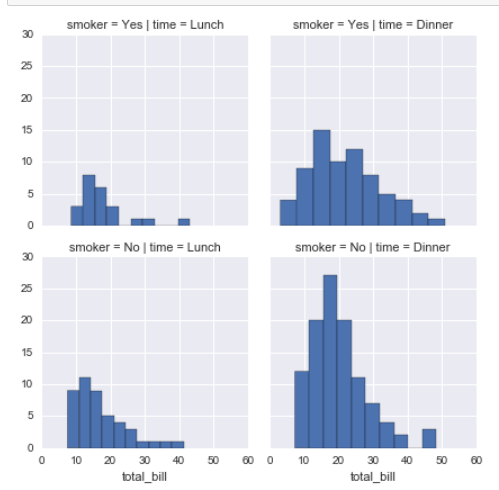 smoker = Yes | time = Lunch
smoker = Yes | time = Dinner
30
25
20
15
10
5
0
smoker = No | time = Lunch
smoker = No | time = Dinner
30
25
20
15
10
5
0
0 10 20 30 40 50 60
0 10 20 30 40 50 60
total_bill
total_bill